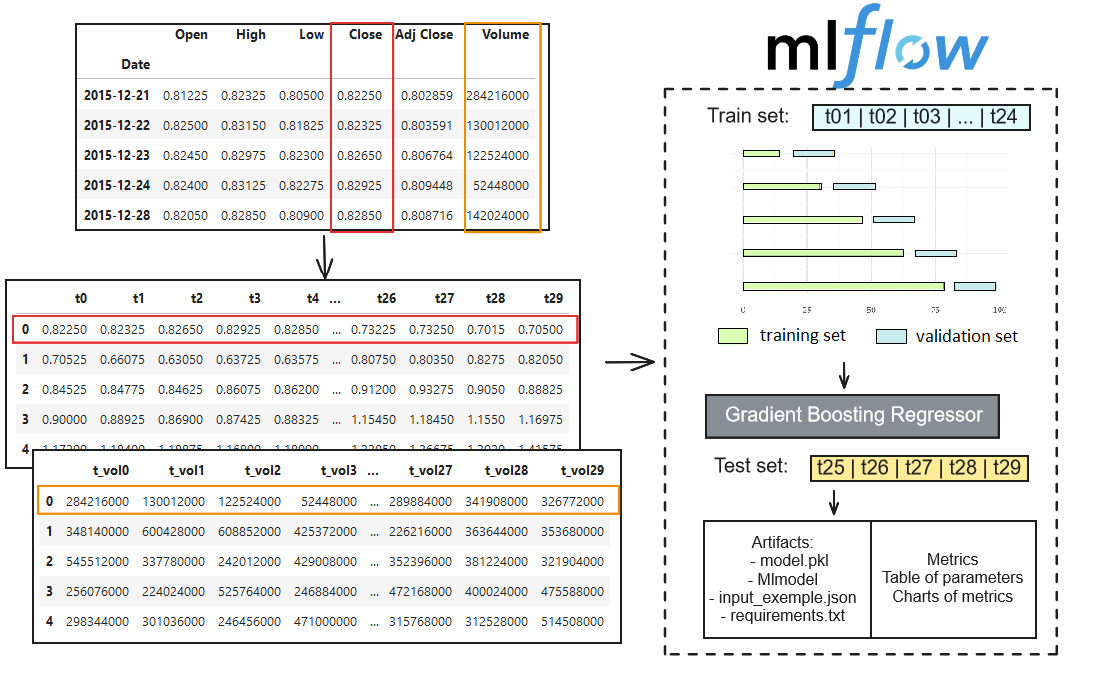 Open High Low Close Adj Close Volume
Date
2015-12-21 0.81225 0.82325 0.80500 0.82250 0.802859 284216000
2015-12-22 0.82500 0.83150 0.81825 0.82325 0.803591 130012000
2015-12-23 0.82450 0.82975 0.82300 0.82650 0.806764 122524000
2015-12-24 0.82400 0.83125 0.82275 0.82925 0.809448 52448000
2015-12-28 0.82050 0.82850 0.80900 0.82850 0.808716 142024000
t0 t1 t2 t3 t4 ... t26 t27 t28 t29
0 0.82250 0.82325 0.82650 0.82925 0.82850 ... 0.73225 0.73250 0.7015 0.70500
1 0.70525 0.66075 0.63050 0.63725 0.63575 ... 0.80750 0.80350 0.8275 0.82050
2 0.84525 0.84775 0.84625 0.86075 0.86200 ... 0.91200 0.93275 0.9050 0.88825
3 0.90000 0.88925 0.86900 0.87425 0.88325 ... 1.15450 1.18450 1.1550 1.16975
4
t_vol0 t_vol1 t_vol2 t_vol3 ... t_vol27 t_vol28 t_vol29
0 284216000 130012000 122524000 52448000 ... 289884000 341908000 326772000
1 348140000 600428000 608852000 425372000 ... 226216000 363644000 353680000
2 545512000 337780000 242012000 429008000 ... 352396000 381224000 321904000
3 256076000 224024000 525764000 246884000 ... 472168000 400024000 475588000
4 298344000 301036000 246456000 471000000 ... 315768000 312528000 514508000
mlflow
Train set: t01 | t02 | t03 | ... | t24
0 25 50 75 100
training set validation set
Gradient Boosting Regressor
Test set: t25 | t26 | t27 | t28 | t29
Artifacts:
- model.pkl
- Mlmodel
- input_exemple.json
- requirements.txt
Metrics
Table of parameters
Charts of metrics